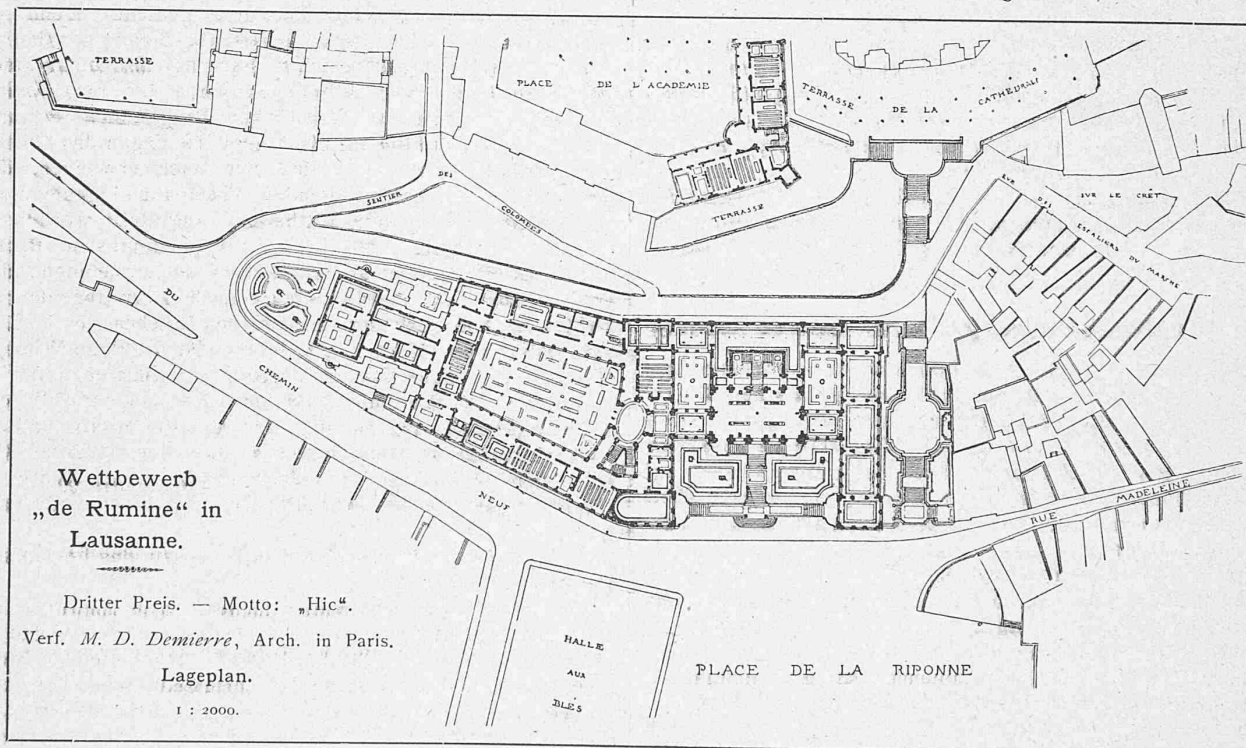 TERRASSE
PLACE DE L'ACADEMIE
TERRASSE DE LA CATHEDRALE
SENTIER DES COLOMBES
TERRASSE
RUE DES ESCALIERS DU MARCHE
SUR LE CRÊT
CHEMIN NEUF
DU
Wettbewerb
„de Rumine“ in
Lausanne.
Dritter Preis. — Motto: „Hic“.
Verf. M. D. Demierre, Arch. in Paris.
Lageplan.
1 : 2000.
RUE MADELEINE
HALLE
AUX
BLES
PLACE DE LA RIPONNE